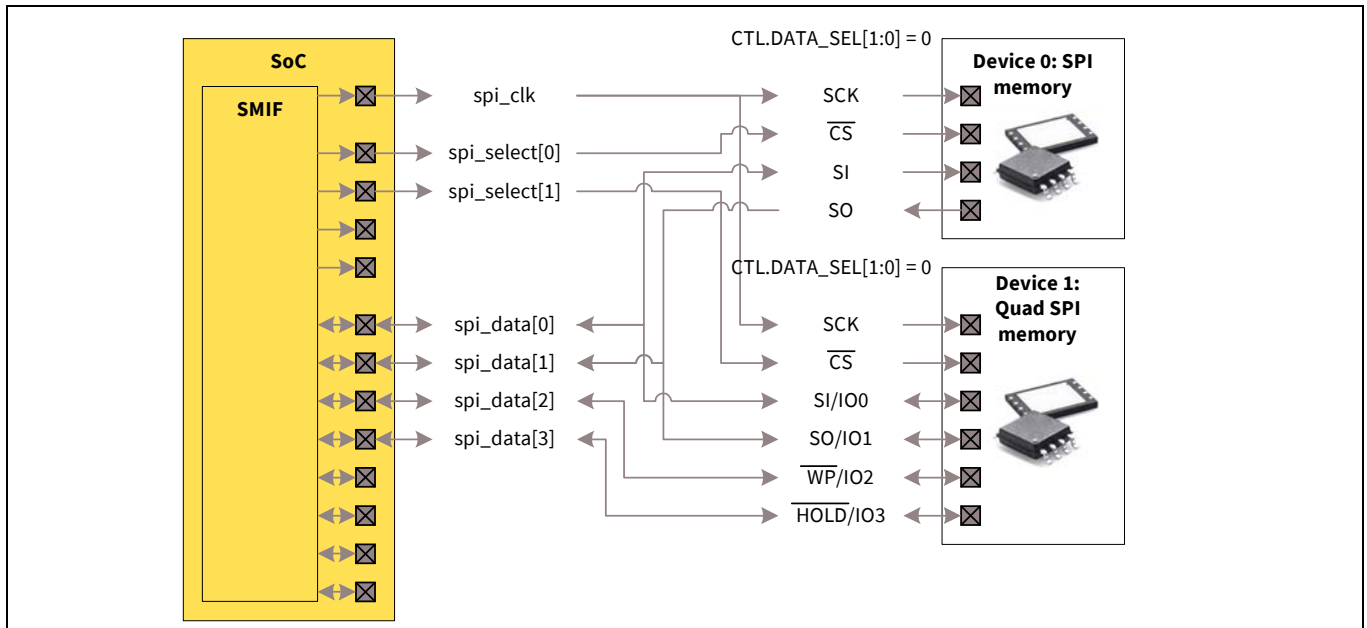 SoC
SMIF
spi_clk
spi_select[0]
spi_select[1]
spi_data[0]
spi_data[1]
spi_data[2]
spi_data[3]
CTL.DATA_SEL[1:0] = 0
SCK
CS
SI
SO
Device 0: SPI
memory
CTL.DATA_SEL[1:0] = 0
SCK
CS
SI/IO0
SO/IO1
WP/IO2
HOLD/IO3
Device 1:
Quad SPI
memory